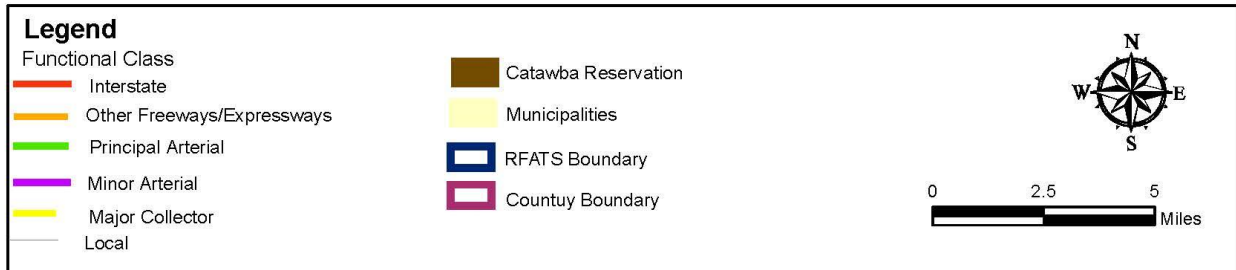 Legend
Functional Class
Interstate
Other Freeways/Expressways
Principal Arterial
Minor Arterial
Major Collector
Local
Catawba Reservation
Municipalities
RFATS Boundary
Countuy Boundary
N
W E
S
0 2.5 5
Miles